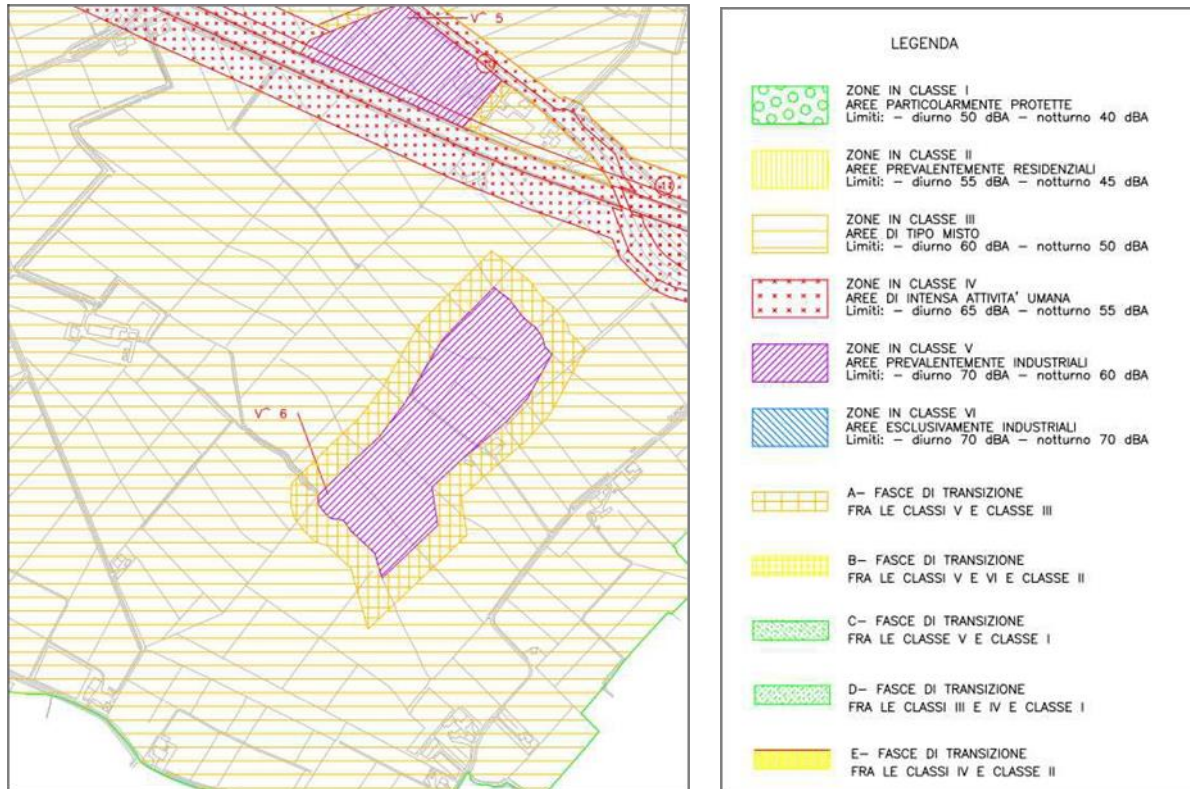 V^ 5
V^ 6
LEGENDA
ZONE IN CLASSE I
AREE PARTICOLARMENTE PROTETTE
Limiti: – diurno 50 dBA – notturno 40 dBA
ZONE IN CLASSE II
AREE PREVALENTEMENTE RESIDENZIALI
Limiti: – diurno 55 dBA – notturno 45 dBA
ZONE IN CLASSE III
AREE DI TIPO MISTO
Limiti: – diurno 60 dBA – notturno 50 dBA
ZONE IN CLASSE IV
AREE DI INTENSA ATTIVITA' UMANA
Limiti: – diurno 65 dBA – notturno 55 dBA
ZONE IN CLASSE V
AREE PREVALENTEMENTE INDUSTRIALI
Limiti: – diurno 70 dBA – notturno 60 dBA
ZONE IN CLASSE VI
AREE ESCLUSIVAMENTE INDUSTRIALI
Limiti: – diurno 70 dBA – notturno 70 dBA
A– FASCE DI TRANSIZIONE
FRA LE CLASSI V E CLASSE III
B– FASCE DI TRANSIZIONE
FRA LE CLASSI V E VI E CLASSE II
C– FASCE DI TRANSIZIONE
FRA LE CLASSE V E CLASSE I
D– FASCE DI TRANSIZIONE
FRA LE CLASSI III E IV E CLASSE I
E– FASCE DI TRANSIZIONE
FRA LE CLASSI IV E CLASSE II